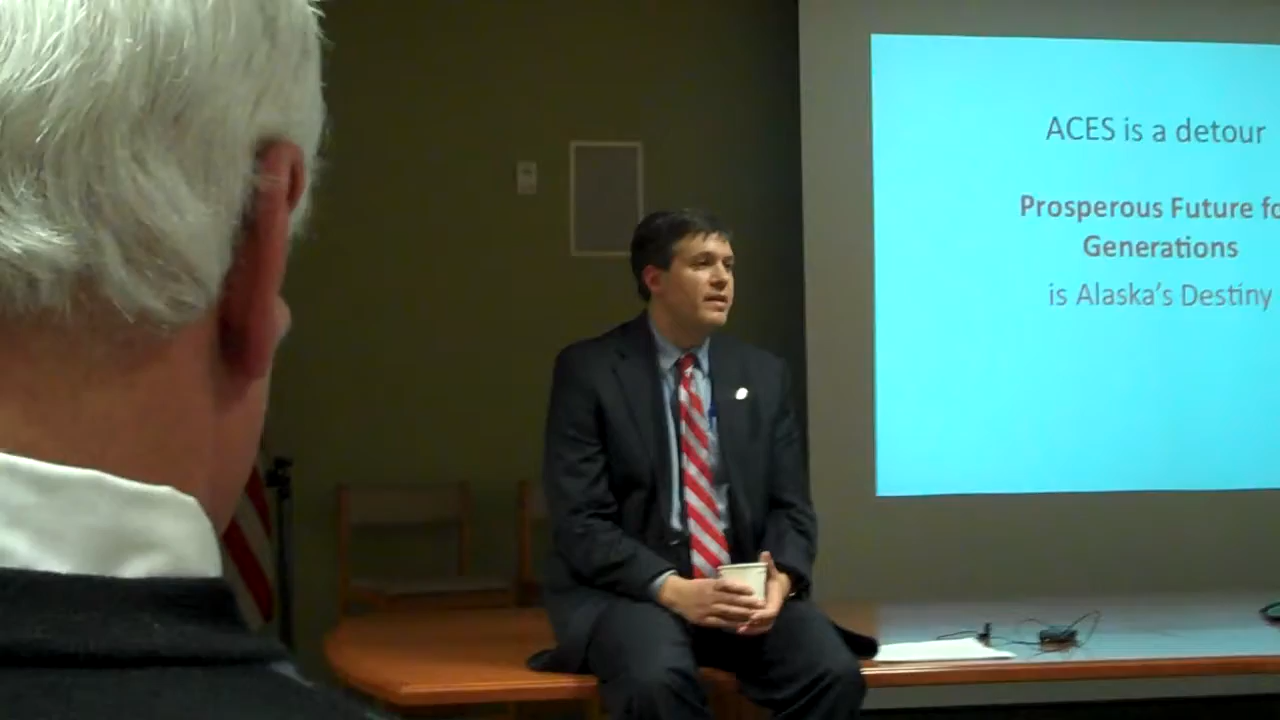 ACES is a detour
Prosperous Future fo
Generations
is Alaska's Destiny